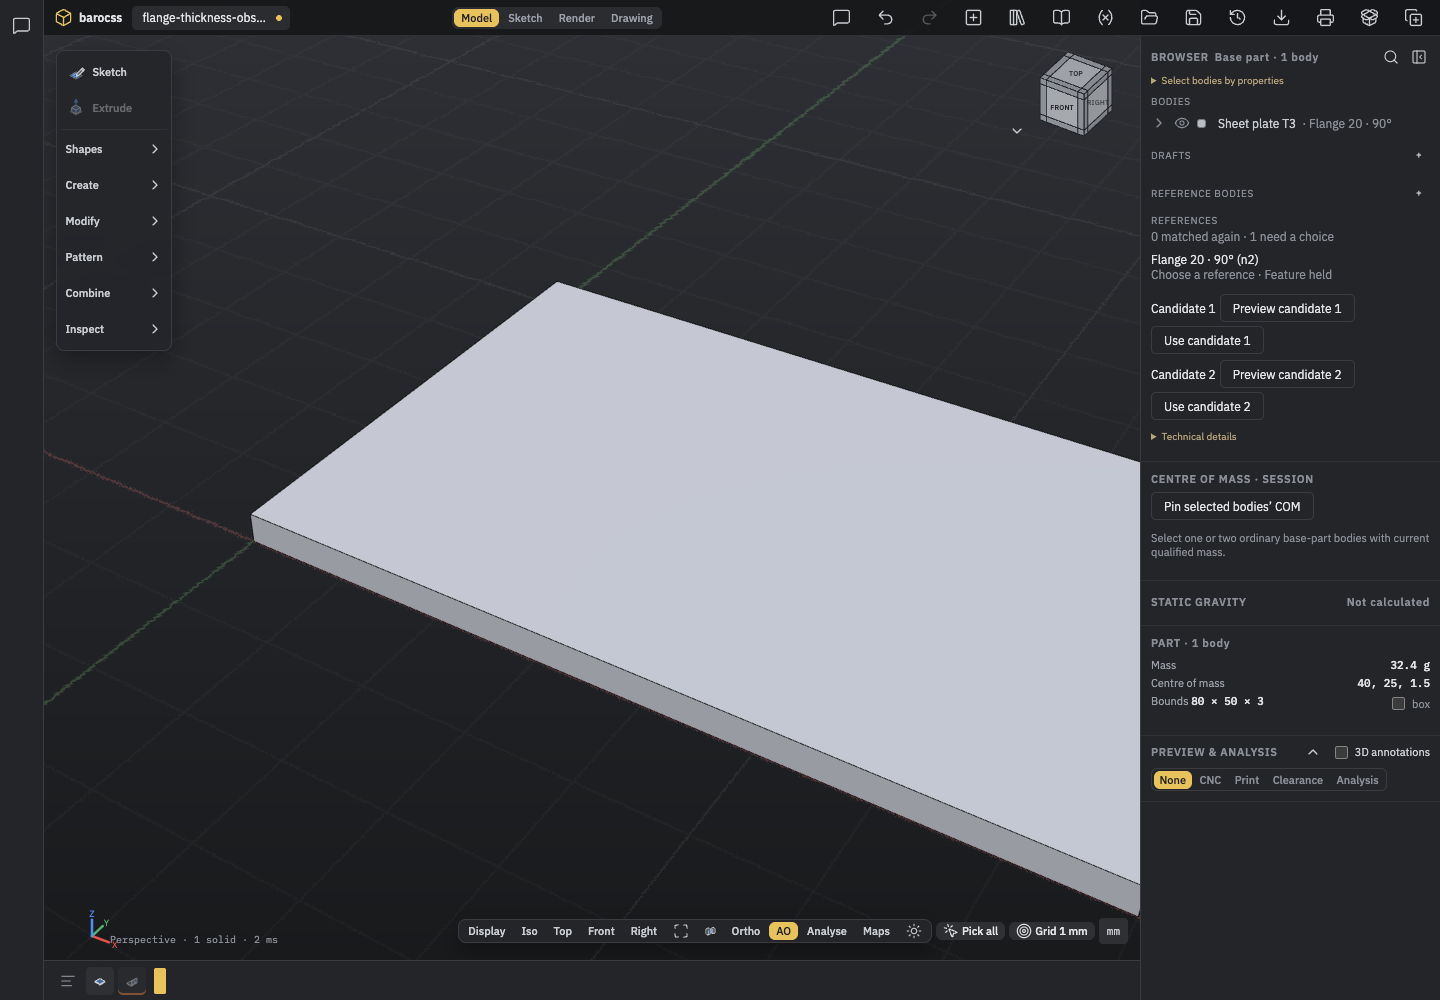 barocss
flange-thickness-obs...
Model
Sketch
Render
Drawing
Sketch
Extrude
Shapes
Create
Modify
Pattern
Combine
Inspect
TOP
FRONT
RIGHT
BROWSER Base part · 1 body
Select bodies by properties
BODIES
Sheet plate T3 · Flange 20 · 90°
DRAFTS
REFERENCE BODIES
REFERENCES
0 matched again · 1 need a choice
Flange 20 · 90° (n2)
Choose a reference · Feature held
Candidate 1 Preview candidate 1
Use candidate 1
Candidate 2 Preview candidate 2
Use candidate 2
Technical details
CENTRE OF MASS · SESSION
Pin selected bodies’ COM
Select one or two ordinary base-part bodies with current
qualified mass.
STATIC GRAVITY Not calculated
PART · 1 body
Mass 32.4 g
Centre of mass 40, 25, 1.5
Bounds 80 × 50 × 3 box
PREVIEW & ANALYSIS 3D annotations
None CNC Print Clearance Analysis
Z
Y
X
Perspective · 1 solid · 2 ms
Display Iso Top Front Right Ortho AO Analyse Maps Pick all Grid 1 mm mm